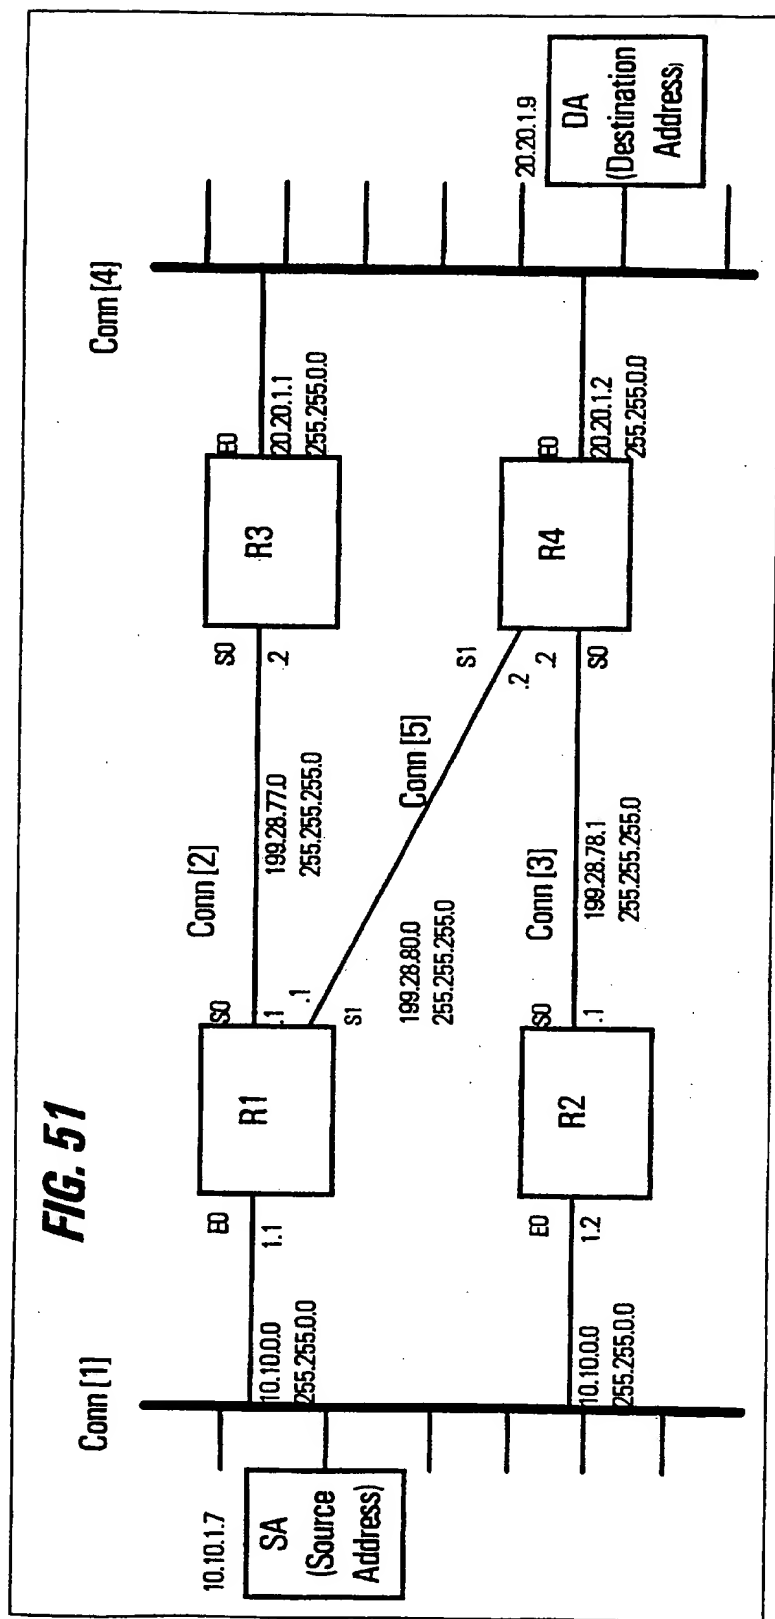 FIG. 51
Conn [1]
10.10.1.7
SA
(Source
Address)
10.10.0.0
255.255.0.0
E0
1.1
R1
S0
.1
.1
S1
Conn [2]
199.28.77.0
255.255.255.0
S0
.2
R3
E0
20.20.1.1
255.255.0.0
Conn [4]
199.28.80.0
255.255.255.0
Conn [5]
S1
.2
10.10.0.0
255.255.0.0
E0
1.2
R2
S0
.1
Conn [3]
199.28.78.1
255.255.255.0
.2
S0
R4
E0
20.20.1.2
255.255.0.0
20.20.1.9
DA
(Destination
Address)